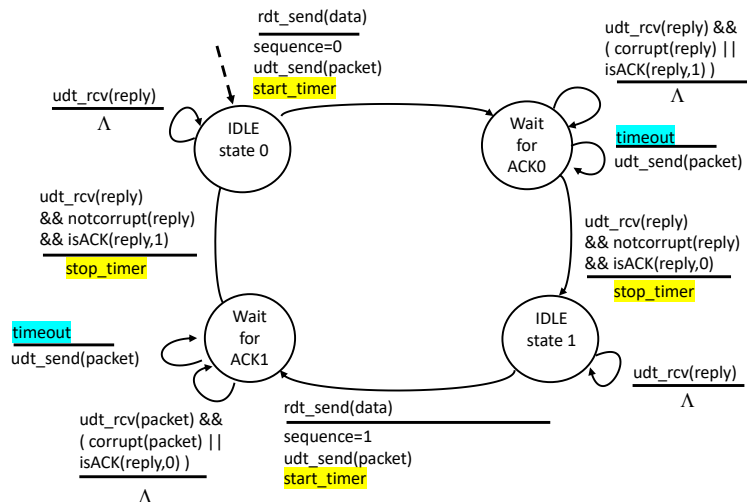 rdt_send(data)
sequence=0
udt_send(packet)
start_timer
udt_rcv(reply) &&
( corrupt(reply) ||
isACK(reply,1) )
Λ
udt_rcv(reply)
Λ
IDLE
state 0
Wait
for
ACK0
timeout
udt_send(packet)
udt_rcv(reply)
&& notcorrupt(reply)
&& isACK(reply,1)
stop_timer
udt_rcv(reply)
&& notcorrupt(reply)
&& isACK(reply,0)
stop_timer
timeout
udt_send(packet)
Wait
for
ACK1
IDLE
state 1
udt_rcv(reply)
Λ
udt_rcv(packet) &&
( corrupt(packet) ||
isACK(reply,0) )
Λ
rdt_send(data)
sequence=1
udt_send(packet)
start_timer